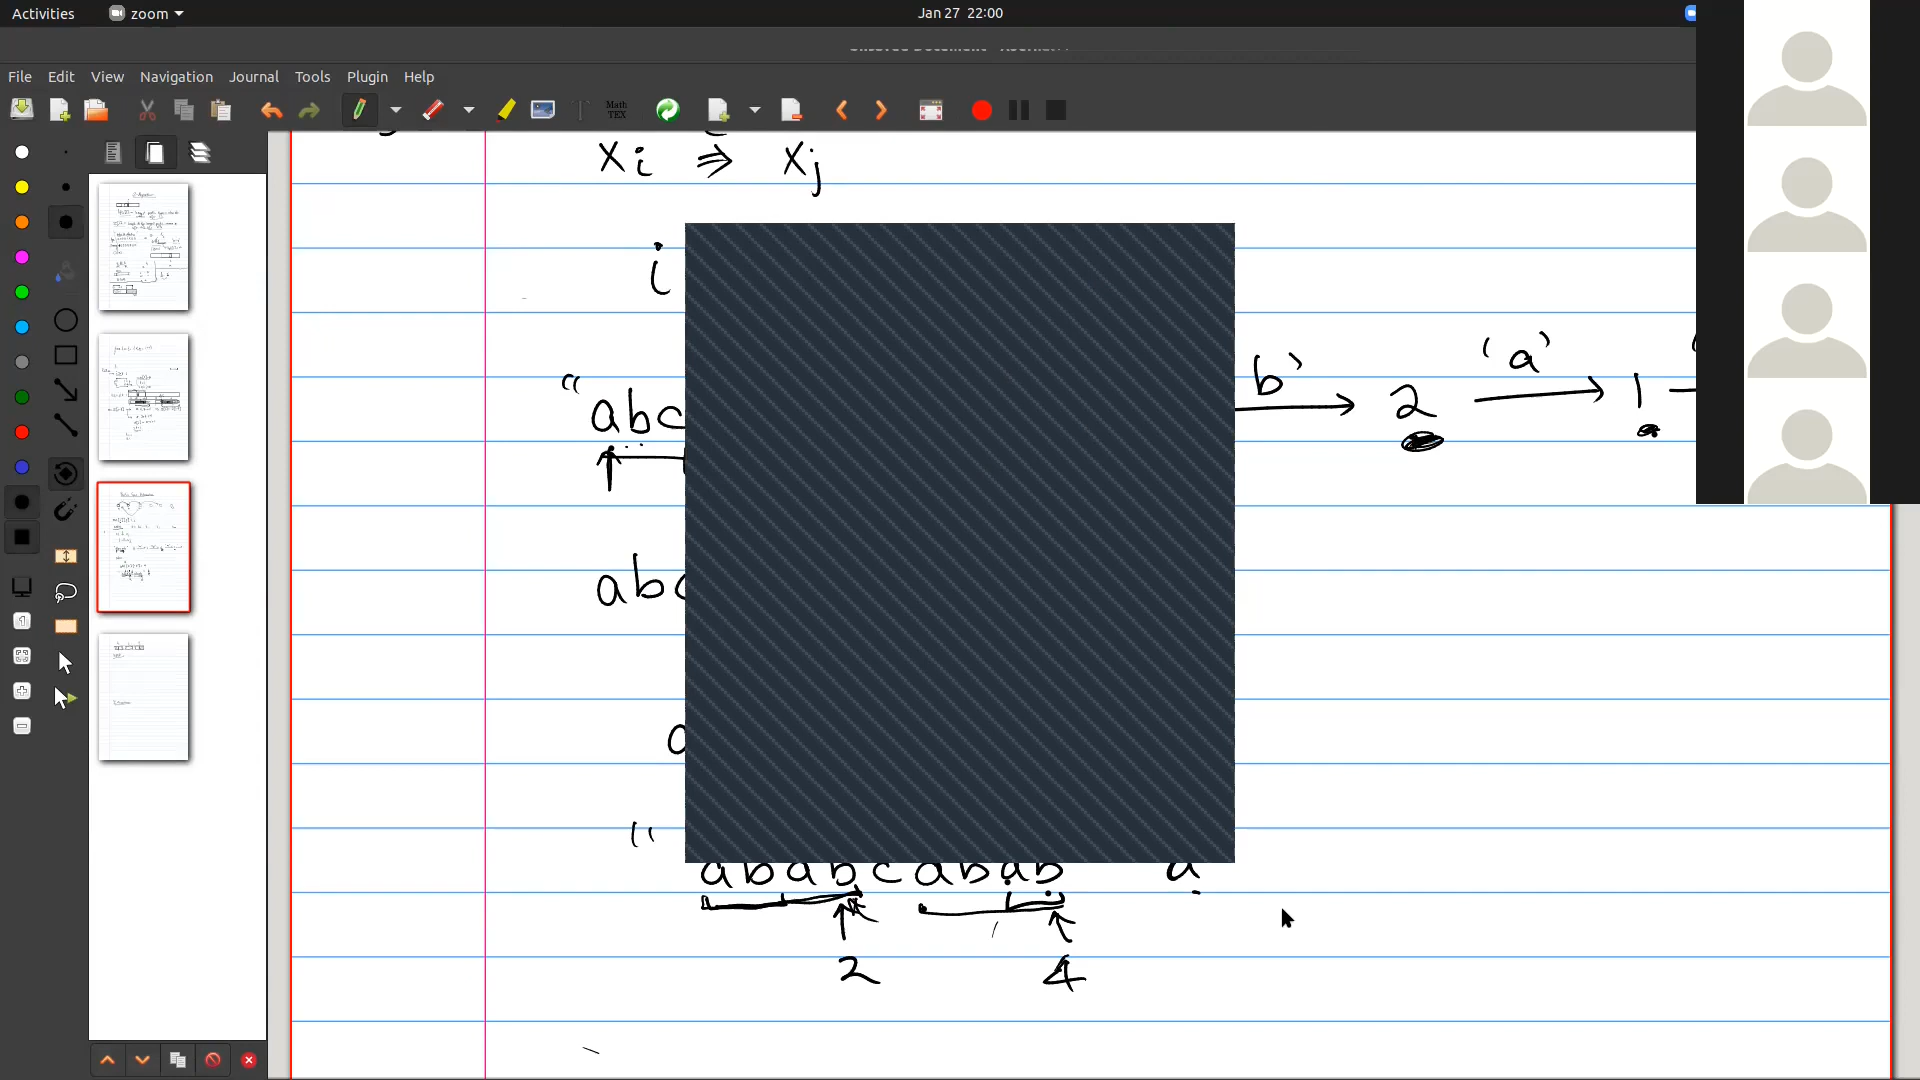 Activities zoom Jan 27 22:00
File Edit View Navigation Journal Tools Plugin Help
Math TEX
xi ⇒ xj
i
b' → 2 'a' → 1
"abc
abc
"
ababcabab a
2 4